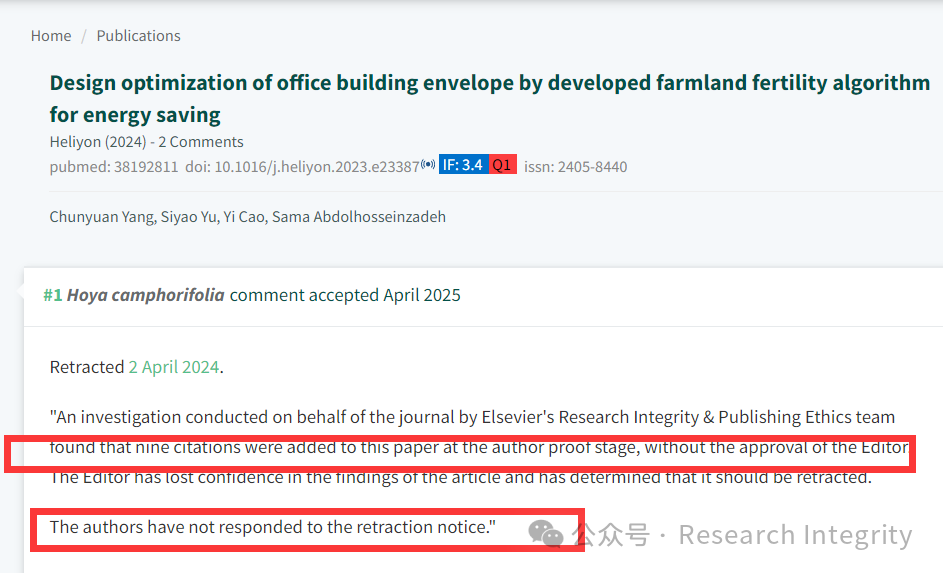 Home / Publications
Design optimization of office building envelope by developed farmland fertility algorithm
for energy saving
Heliyon (2024) - 2 Comments
pubmed: 38192811 doi: 10.1016/j.heliyon.2023.e23387 IF: 3.4 Q1 issn: 2405-8440
Chunyuan Yang, Siyao Yu, Yi Cao, Sama Abdolhosseinzadeh
#1 Hoya camphorifolia comment accepted April 2025
Retracted 2 April 2024.
"An investigation conducted on behalf of the journal by Elsevier's Research Integrity & Publishing Ethics team
found that nine citations were added to this paper at the author proof stage, without the approval of the Editor.
The Editor has lost confidence in the findings of the article and has determined that it should be retracted.
The authors have not responded to the retraction notice."
公众号 · Research Integrity